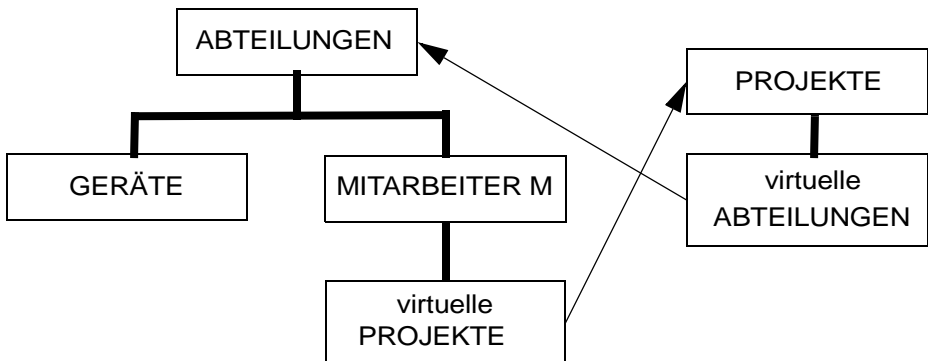 ABTEILUNGEN
PROJEKTE
GERÄTE
MITARBEITER M
virtuelle
ABTEILUNGEN
virtuelle
PROJEKTE